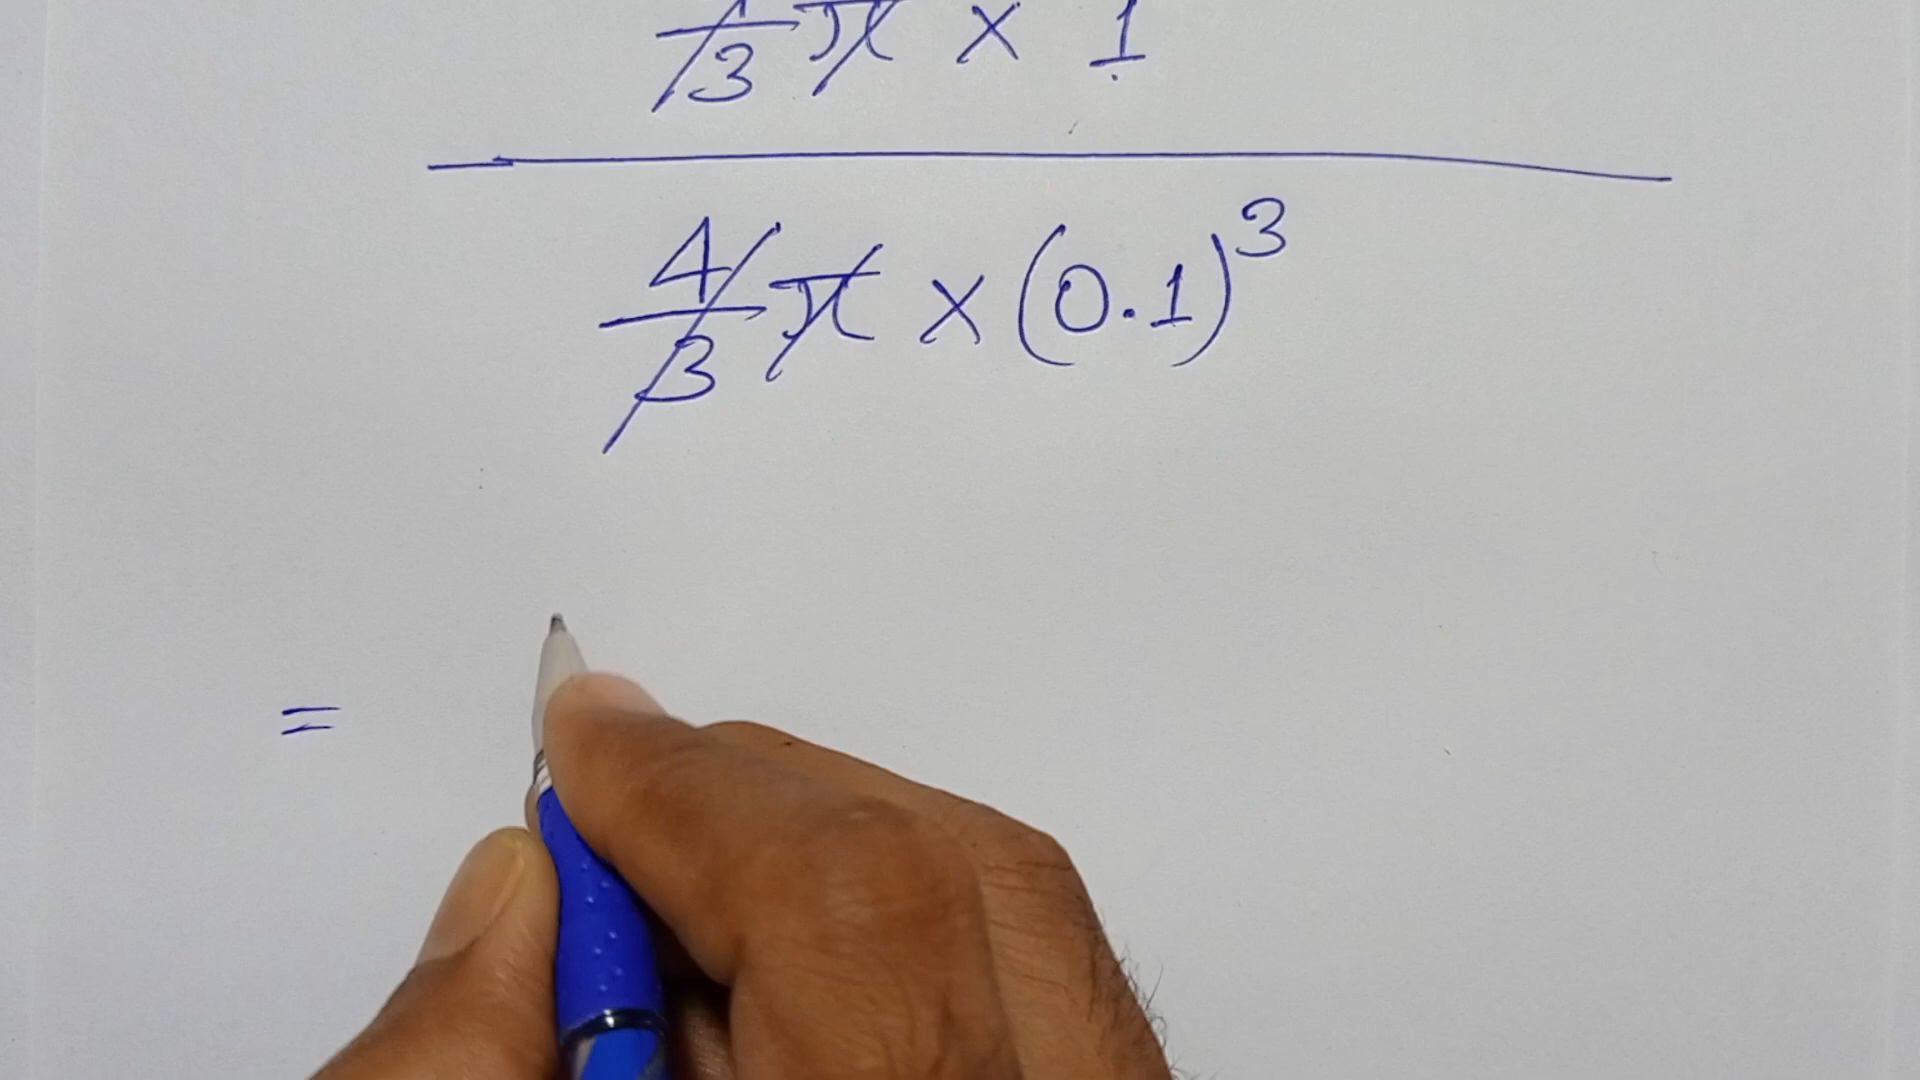 /3 π × 1
4/3 π × (0.1)³
=